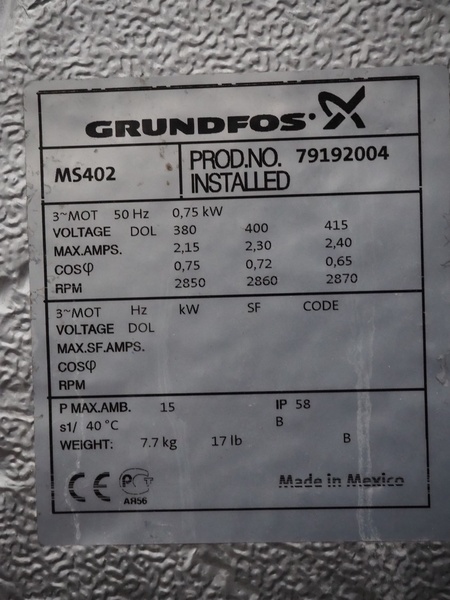 GRUNDFOS
MS402
PROD.NO. 79192004
INSTALLED
3~MOT 50 Hz 0,75 kW
VOLTAGE DOL 380 400 415
MAX.AMPS. 2,15 2,30 2,40
COSφ 0,75 0,72 0,65
RPM 2850 2860 2870
3~MOT Hz kW SF CODE
VOLTAGE DOL
MAX.SF.AMPS.
COSφ
RPM
P MAX.AMB. 15 IP 58
s1/ 40 °C B
WEIGHT: 7.7 kg 17 lb B
CE
AR56
Made in Mexico